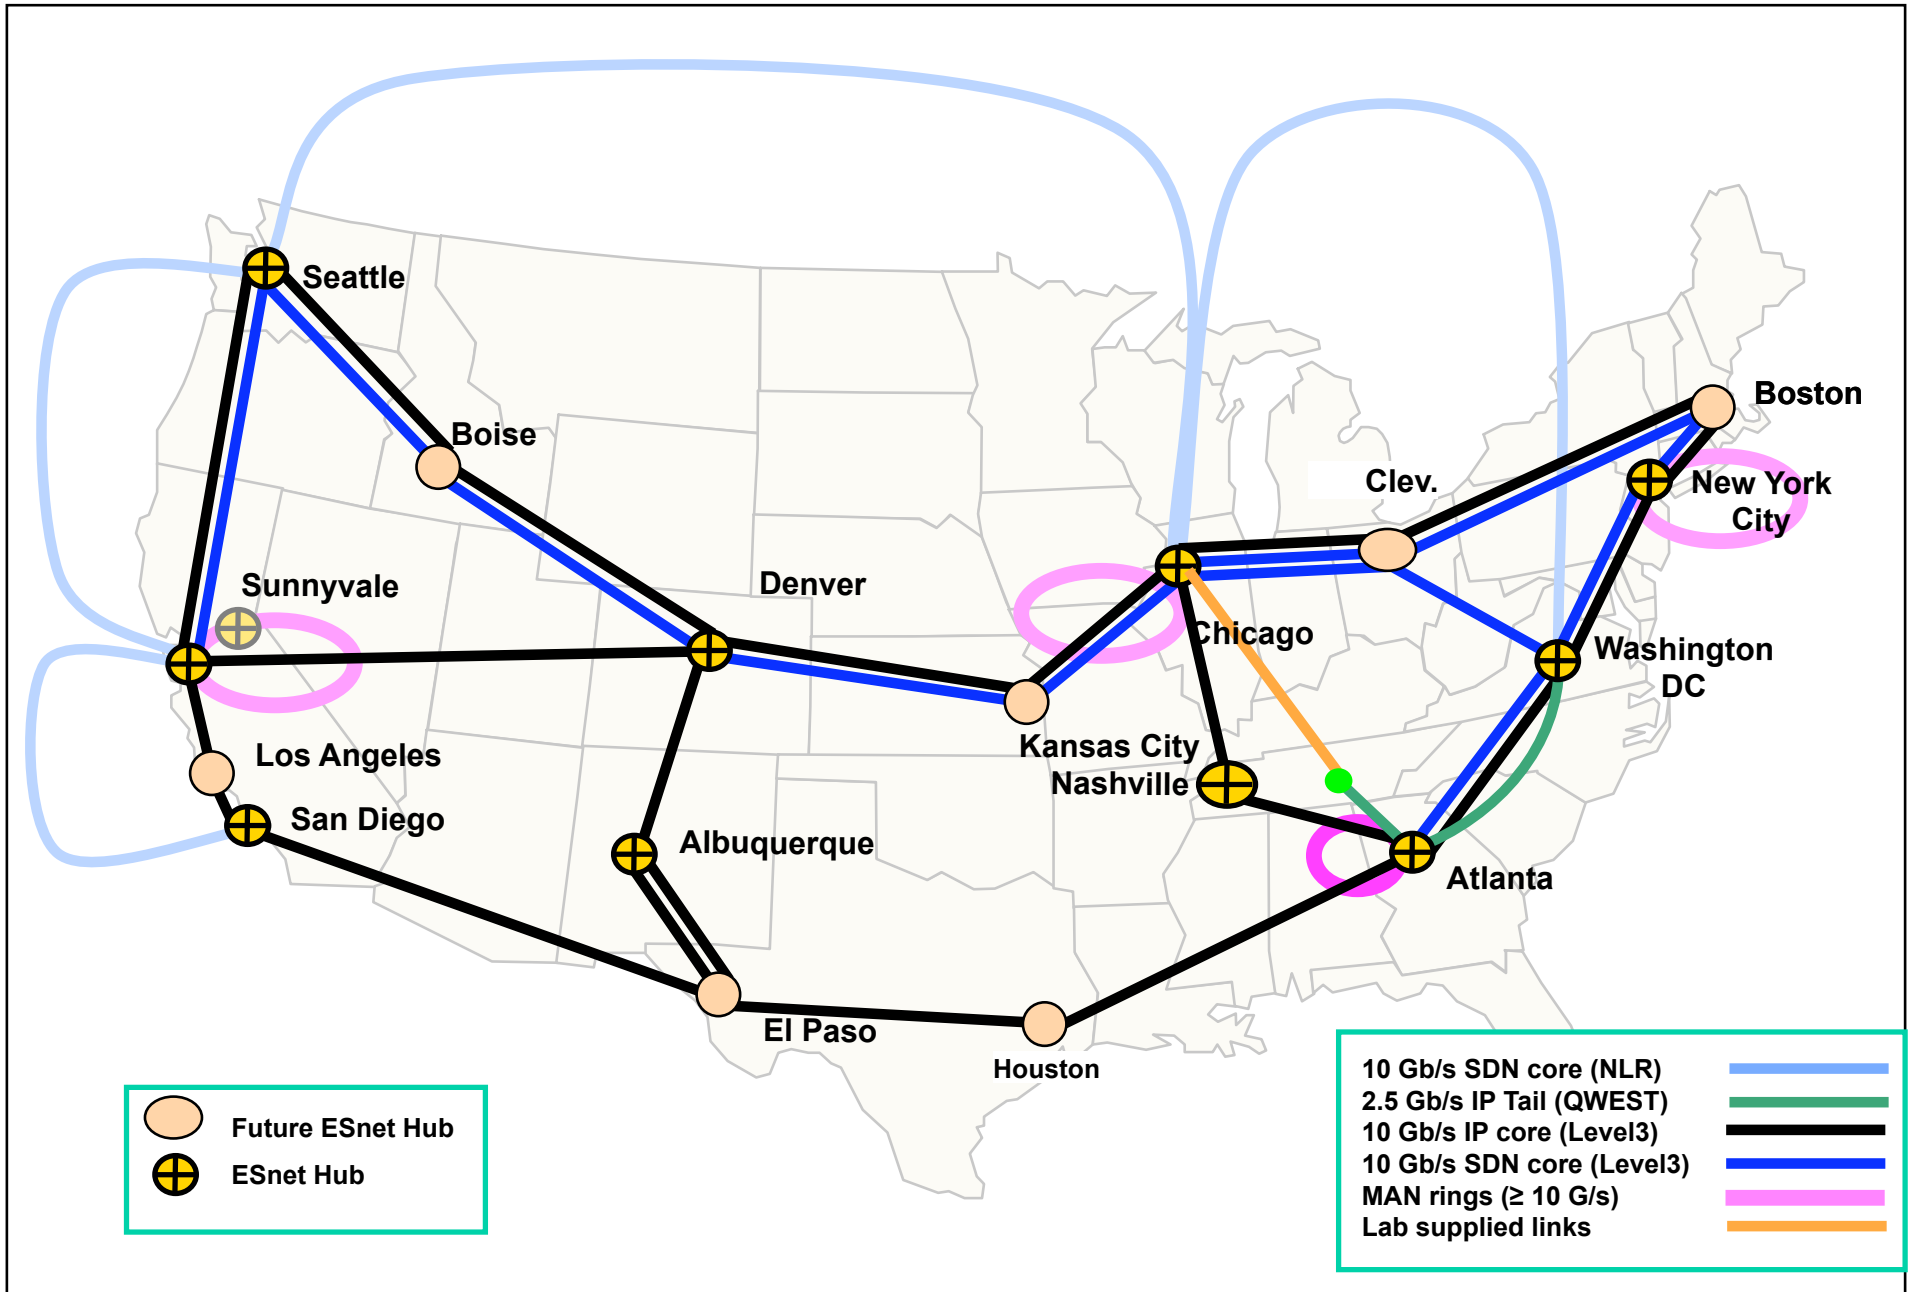 Seattle
Boise
Boston
Clev.
New York
City
Sunnyvale
Denver
Chicago
Washington
DC
Kansas City
Los Angeles
Nashville
San Diego
Albuquerque
Atlanta
El Paso
Houston
Future ESnet Hub
ESnet Hub
10 Gb/s SDN core (NLR)
2.5 Gb/s IP Tail (QWEST)
10 Gb/s IP core (Level3)
10 Gb/s SDN core (Level3)
MAN rings (≥ 10 G/s)
Lab supplied links